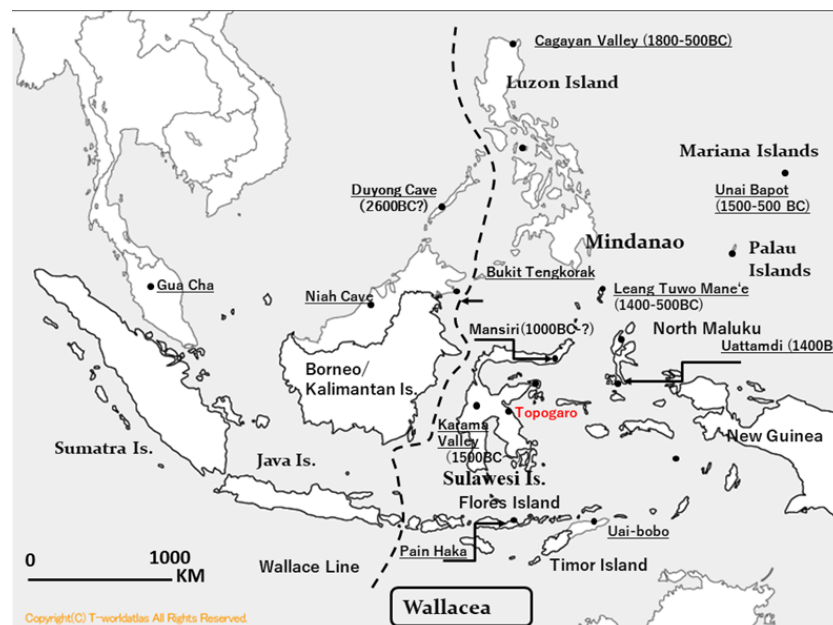 Cagayan Valley (1800-500BC)
Luzon Island
Mariana Islands
Unai Bapot
(1500-500 BC)
Duyong Cave
(2600BC?)
Mindanao
Palau
Islands
Gua Cha
Niah Cave
Bukit Tengkorak
Leang Tuwo Mane‘e
(1400-500BC)
Mansiri(1000BC-?)
North Maluku
Uattamdi (1400B
Borneo/
Kalimantan Is.
Topogaro
Karama
Valley
(1500BC~
New Guinea
Sumatra Is.
Java Is.
Sulawesi Is.
Flores Island
Uai-bobo
Pain Haka
Timor Island
Wallace Line
0 1000
KM
Wallacea
Copyright(C) T-worldatlas All Rights Reserved.